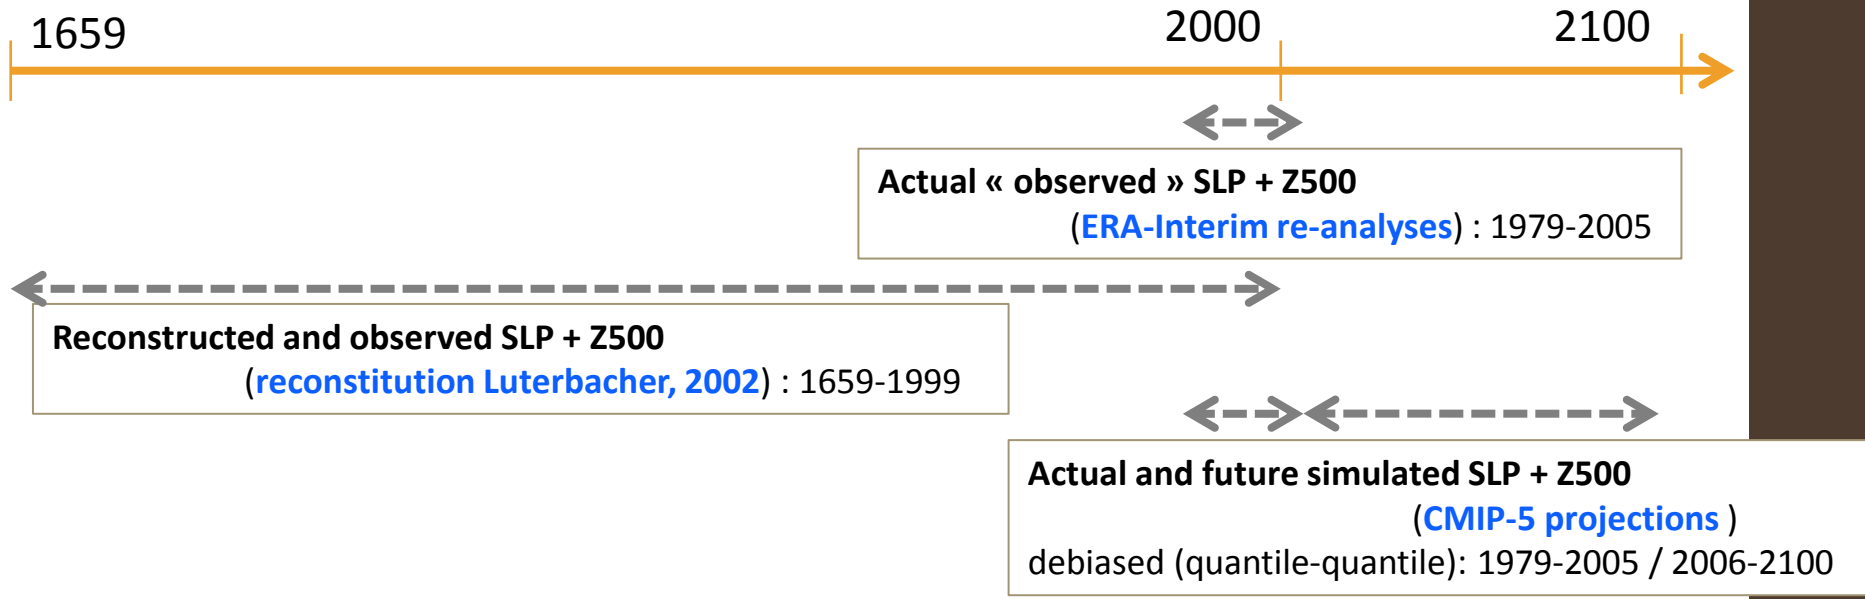 1659
2000
2100
Actual « observed » SLP + Z500
(ERA-Interim re-analyses) : 1979-2005
Reconstructed and observed SLP + Z500
(reconstitution Luterbacher, 2002) : 1659-1999
Actual and future simulated SLP + Z500
(CMIP-5 projections )
debiased (quantile-quantile): 1979-2005 / 2006-2100